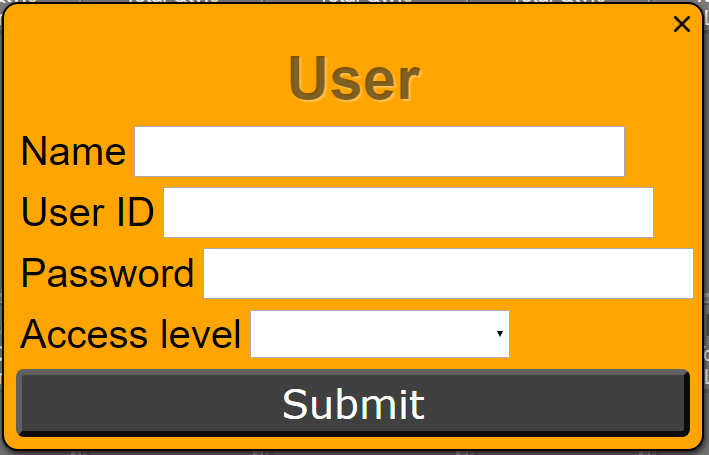 ×
User
Name
User ID
Password
Access level
Submit